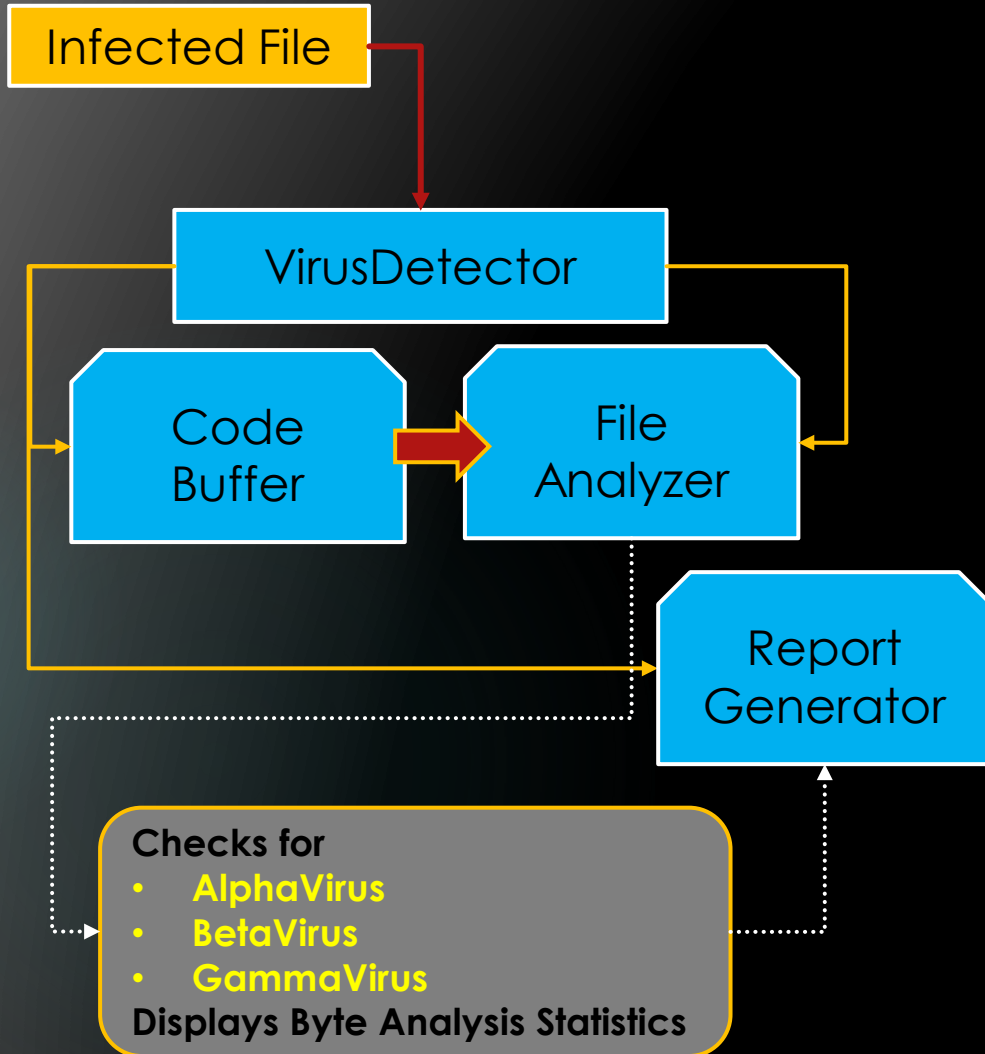 Infected File
VirusDetector
Code
Buffer
File
Analyzer
Report
Generator
Checks for
• AlphaVirus
• BetaVirus
• GammaVirus
Displays Byte Analysis Statistics